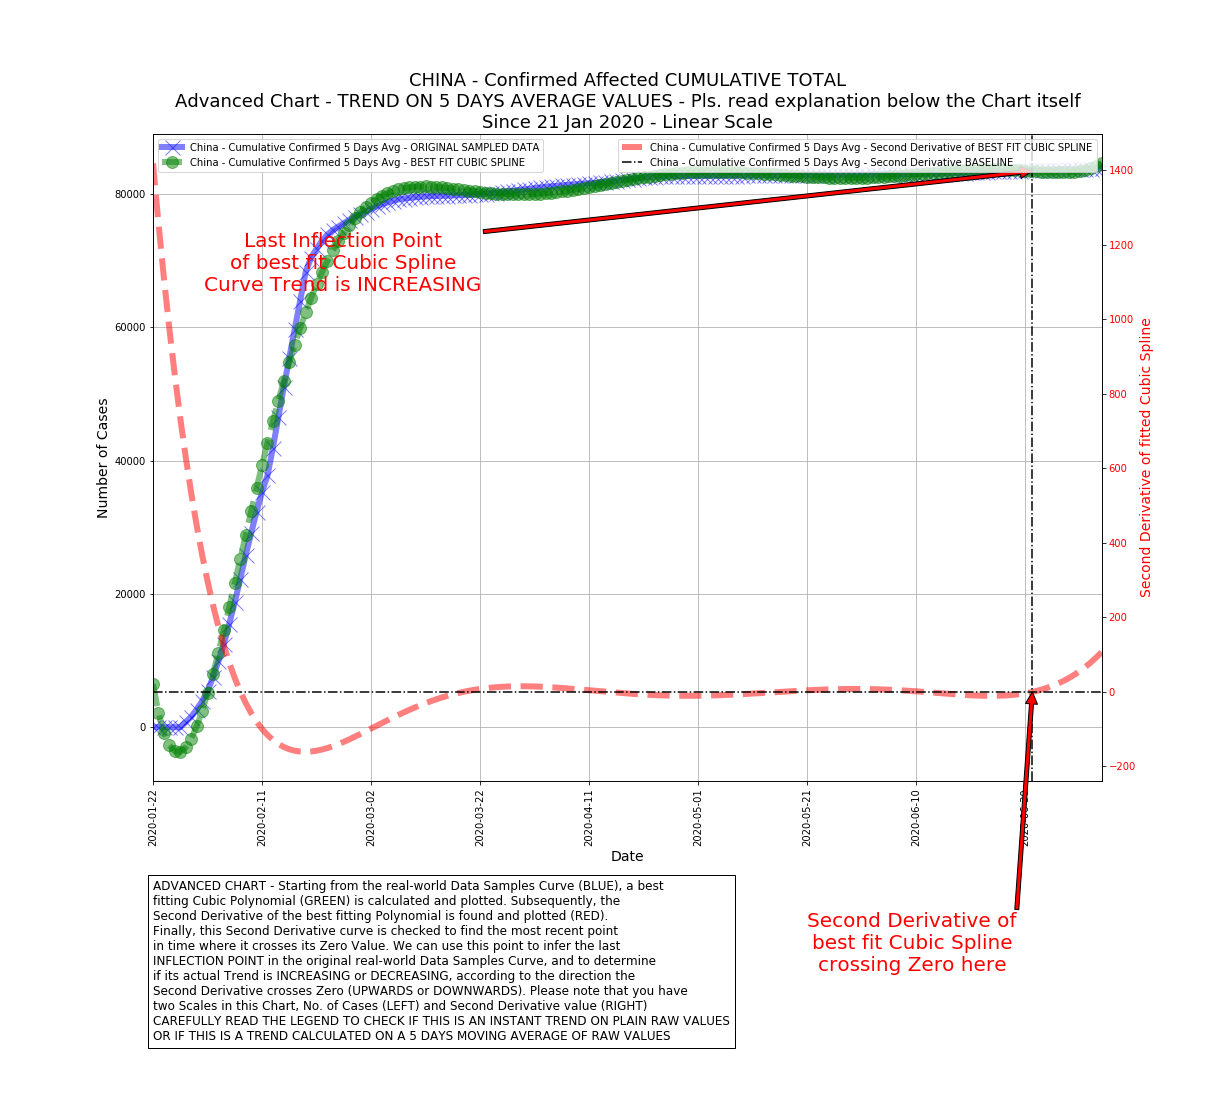 CHINA - Confirmed Affected CUMULATIVE TOTAL
Advanced Chart - TREND ON 5 DAYS AVERAGE VALUES - Pls. read explanation below the Chart itself
Since 21 Jan 2020 - Linear Scale
China - Cumulative Confirmed 5 Days Avg - ORIGINAL SAMPLED DATA
China - Cumulative Confirmed 5 Days Avg - BEST FIT CUBIC SPLINE
China - Cumulative Confirmed 5 Days Avg - Second Derivative of BEST FIT CUBIC SPLINE
China - Cumulative Confirmed 5 Days Avg - Second Derivative BASELINE
Last Inflection Point
of best fit Cubic Spline
Curve Trend is INCREASING
Number of Cases
80000
60000
40000
20000
0
1400
1200
1000
800
600
400
200
0
−200
Second Derivative of fitted Cubic Spline
2020-01-22
2020-02-11
2020-03-02
2020-03-22
2020-04-11
2020-05-01
2020-05-21
2020-06-10
Date
Second Derivative of
best fit Cubic Spline
crossing Zero here
ADVANCED CHART - Starting from the real-world Data Samples Curve (BLUE), a best
fitting Cubic Polynomial (GREEN) is calculated and plotted. Subsequently, the
Second Derivative of the best fitting Polynomial is found and plotted (RED).
Finally, this Second Derivative curve is checked to find the most recent point
in time where it crosses its Zero Value. We can use this point to infer the last
INFLECTION POINT in the original real-world Data Samples Curve, and to determine
if its actual Trend is INCREASING or DECREASING, according to the direction the
Second Derivative crosses Zero (UPWARDS or DOWNWARDS). Please note that you have
two Scales in this Chart, No. of Cases (LEFT) and Second Derivative value (RIGHT)
CAREFULLY READ THE LEGEND TO CHECK IF THIS IS AN INSTANT TREND ON PLAIN RAW VALUES
OR IF THIS IS A TREND CALCULATED ON A 5 DAYS MOVING AVERAGE OF RAW VALUES